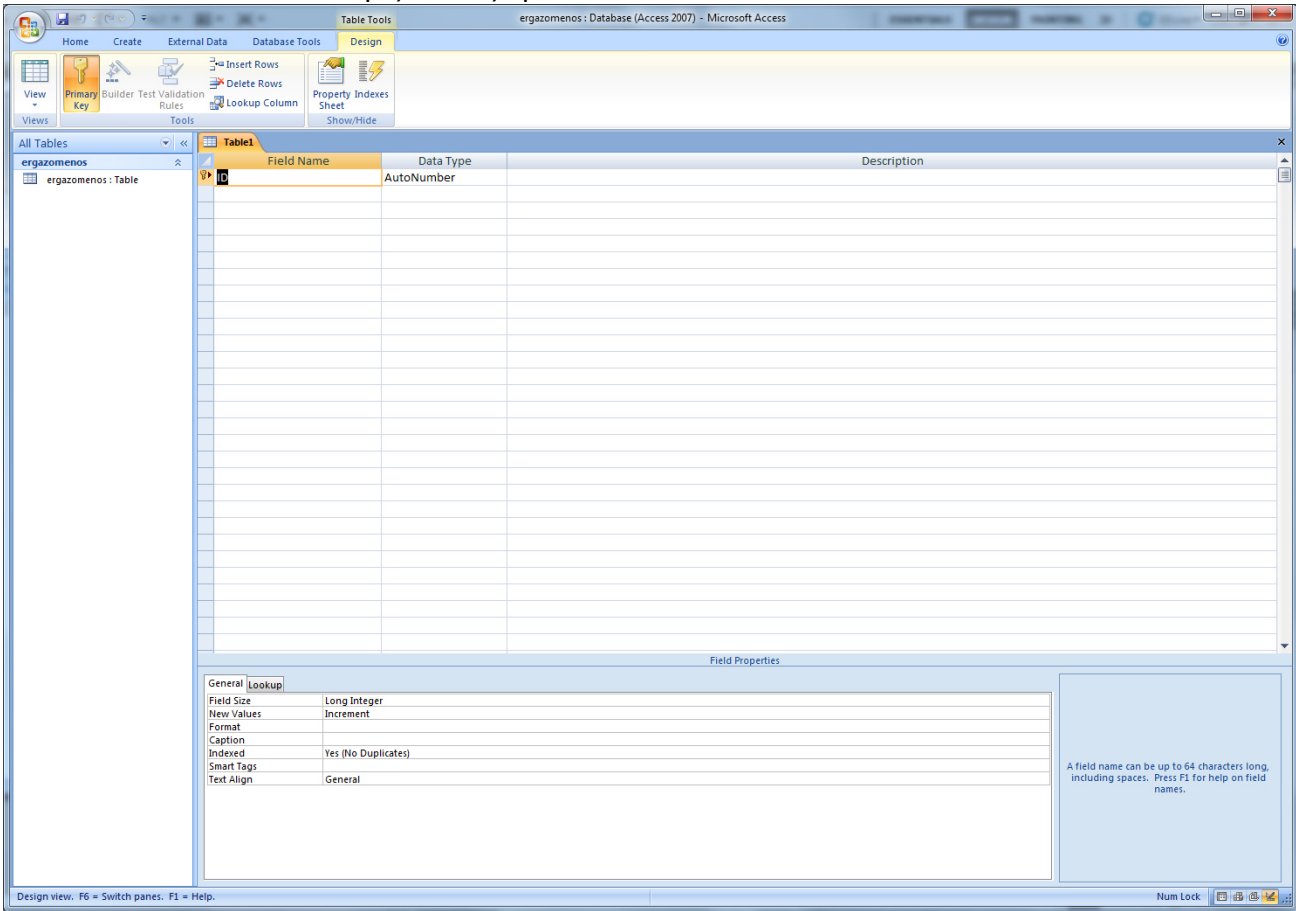 Table Tools
ergazomenos : Database (Access 2007) - Microsoft Access
Home Create External Data Database Tools Design
View
Views
Primary Key
Builder
Test Validation Rules
Insert Rows
Delete Rows
Lookup Column
Tools
Property Sheet
Indexes
Show/Hide
All Tables
ergazomenos
ergazomenos : Table
Table1
Field Name Data Type Description
ID AutoNumber
Field Properties
General Lookup
Field Size Long Integer
New Values Increment
Format
Caption
Indexed Yes (No Duplicates)
Smart Tags
Text Align General
A field name can be up to 64 characters long,
including spaces. Press F1 for help on field
names.
Design view. F6 = Switch panes. F1 = Help.
Num Lock